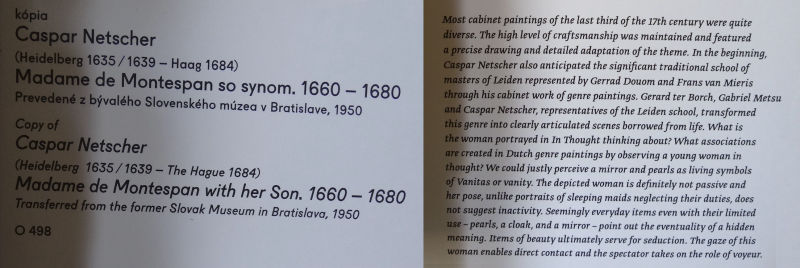 kópia
Caspar Netscher
(Heidelberg 1635 / 1639 – Haag 1684)
Madame de Montespan so synom. 1660 – 1680
Prevedené z bývalého Slovenského múzea v Bratislave, 1950
Copy of
Caspar Netscher
(Heidelberg 1635 / 1639 – The Hague 1684)
Madame de Montespan with her Son. 1660 – 1680
Transferred from the former Slovak Museum in Bratislava, 1950
O 498
Most cabinet paintings of the last third of the 17th century were quite
diverse. The high level of craftsmanship was maintained and featured
a precise drawing and detailed adaptation of the theme. In the beginning,
Caspar Netscher also anticipated the significant traditional school of
masters of Leiden represented by Gerrad Douom and Frans van Mieris
through his cabinet work of genre paintings. Gerard ter Borch, Gabriel Metsu
and Caspar Netscher, representatives of the Leiden school, transformed
this genre into clearly articulated scenes borrowed from life. What is
the woman portrayed in In Thought thinking about? What associations
are created in Dutch genre paintings by observing a young woman in
thought? We could justly perceive a mirror and pearls as living symbols
of Vanitas or vanity. The depicted woman is definitely not passive and
her pose, unlike portraits of sleeping maids neglecting their duties, does
not suggest inactivity. Seemingly everyday items even with their limited
use – pearls, a cloak, and a mirror – point out the eventuality of a hidden
meaning. Items of beauty ultimately serve for seduction. The gaze of this
woman enables direct contact and the spectator takes on the role of voyeur.